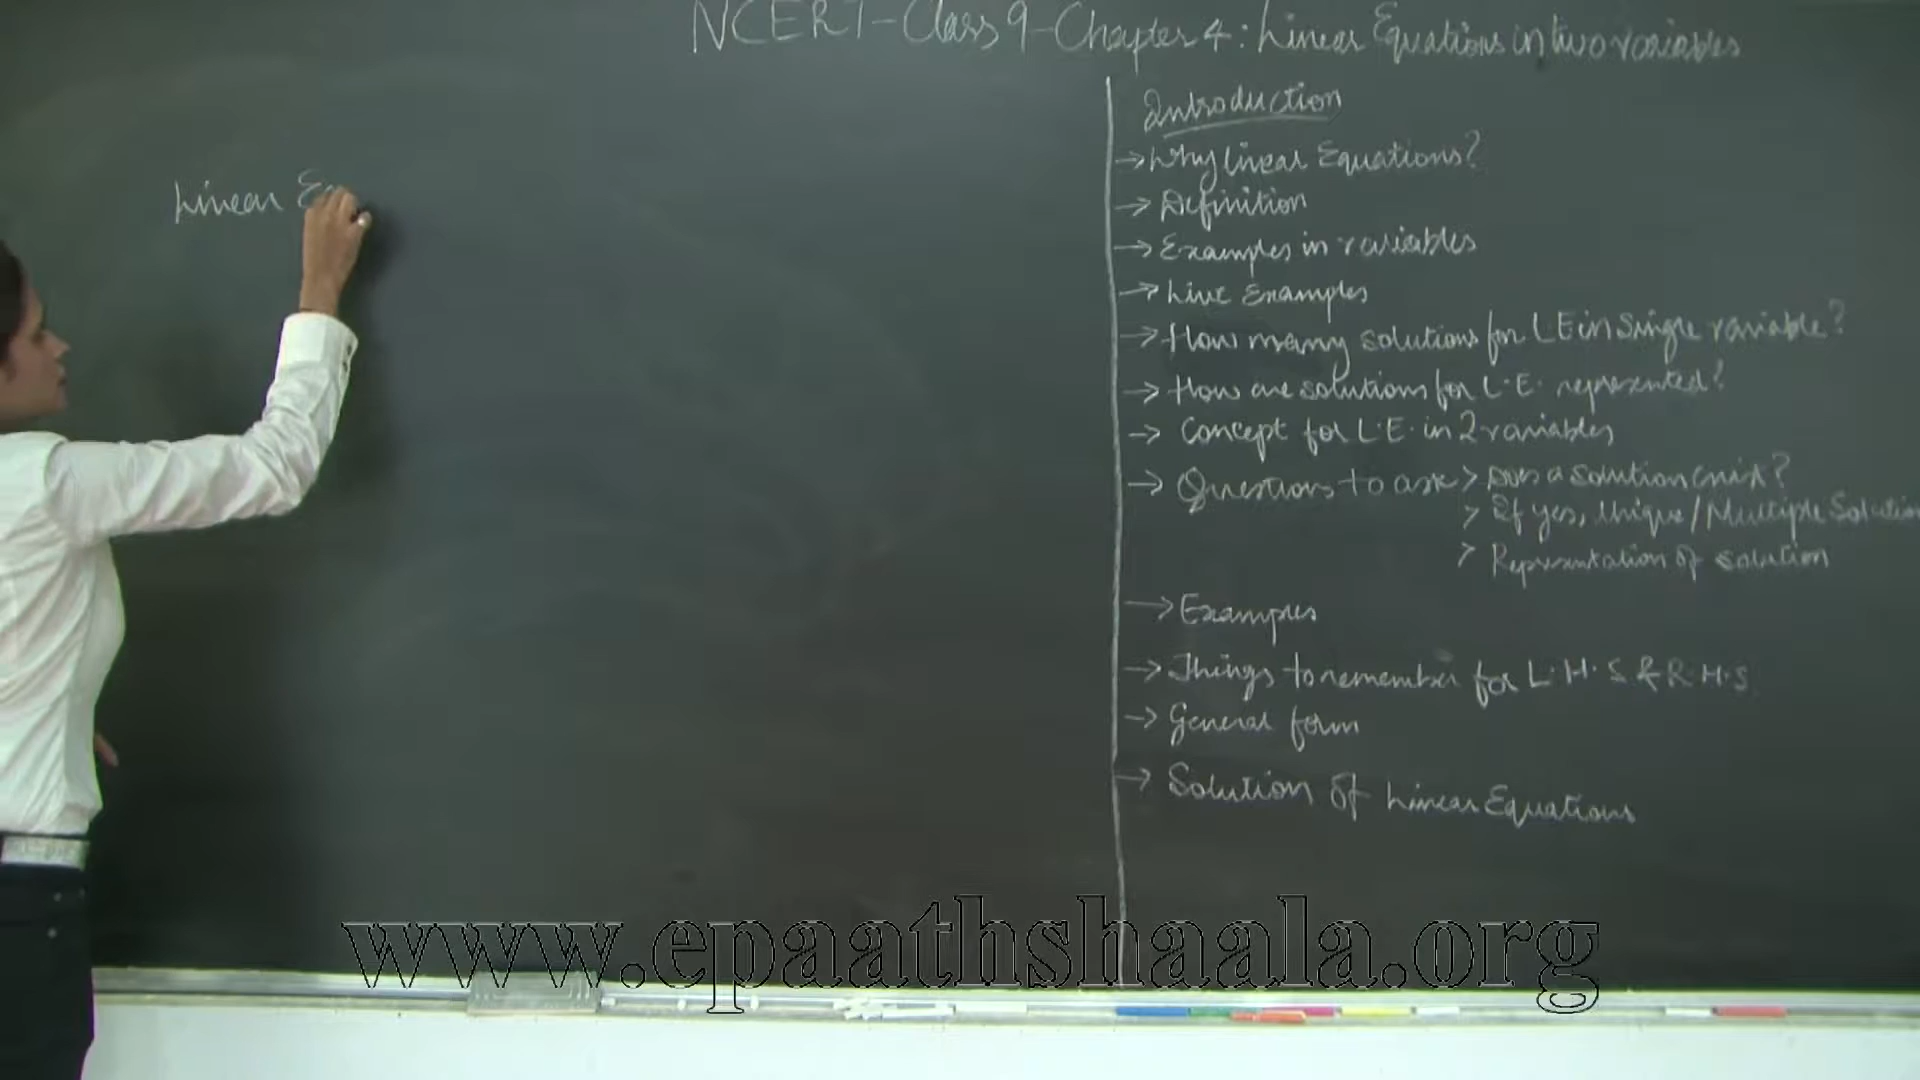 NCERT-Class 9-Chapter 4: Linear Equations in two variables
Linear Eq
Introduction
→ Why linear Equations?
→ Definition
→ Examples in variables
→ Live Examples
→ How many solutions for L.E in Single variable?
→ How are solutions for L.E. represented?
→ Concept for L.E. in 2 variables
→ Questions to ask > Does a solution exist?
> If yes, Unique/Multiple Solution
> Representation of solution
→ Examples
→ Things to remember for L.H.S & R.H.S
→ General form
→ Solution of Linear Equations
www.epaathshaala.org